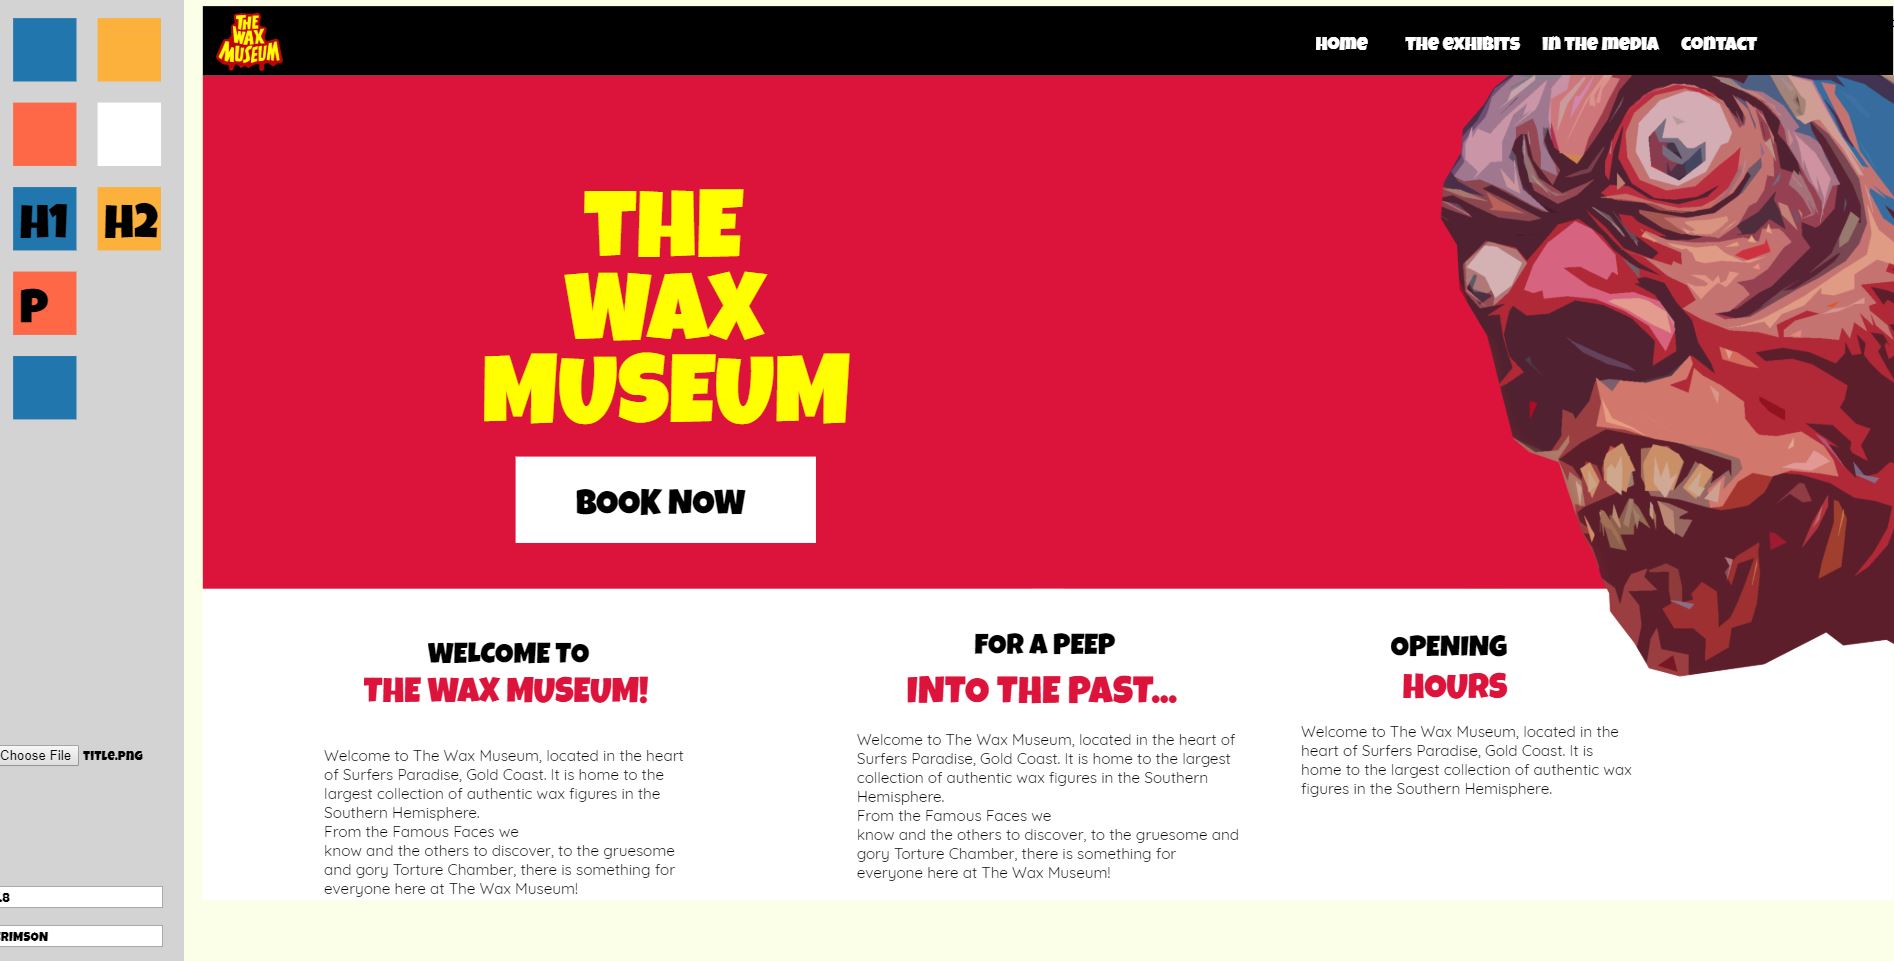 H1
H2
P
Choose File
TITLE.PNG
.8
RIMSON
THE
WAX
MUSEUM
HOME
THE EXHIBITS
IN THE MEDIA
CONTACT
THE
WAX
MUSEUM
BOOK NOW
WELCOME TO
THE WAX MUSEUM!
Welcome to The Wax Museum, located in the heart
of Surfers Paradise, Gold Coast. It is home to the
largest collection of authentic wax figures in the
Southern Hemisphere.
From the Famous Faces we
know and the others to discover, to the gruesome
and gory Torture Chamber, there is something for
everyone here at The Wax Museum!
FOR A PEEP
INTO THE PAST...
Welcome to The Wax Museum, located in the heart of
Surfers Paradise, Gold Coast. It is home to the largest
collection of authentic wax figures in the Southern
Hemisphere.
From the Famous Faces we
know and the others to discover, to the gruesome and
gory Torture Chamber, there is something for
everyone here at The Wax Museum!
OPENING
HOURS
Welcome to The Wax Museum, located in the
heart of Surfers Paradise, Gold Coast. It is
home to the largest collection of authentic wax
figures in the Southern Hemisphere.